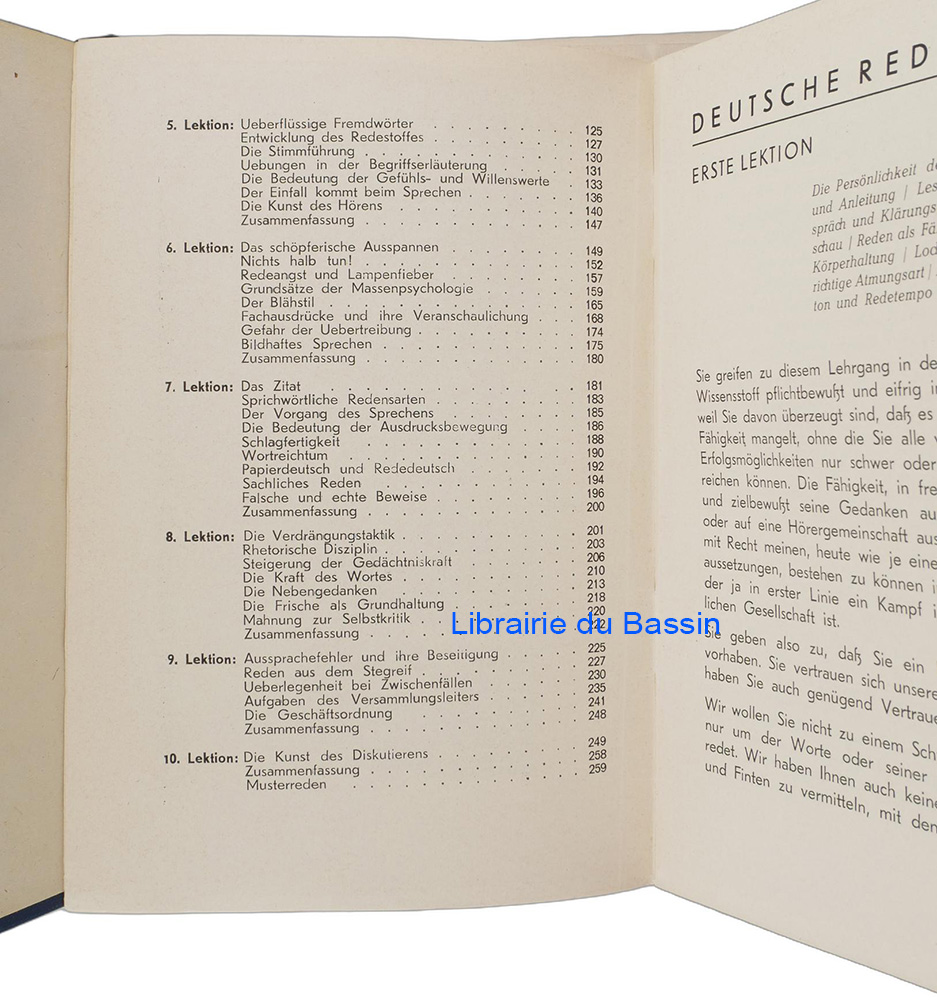 5. Lektion: Ueberflüssige Fremdwörter . . . . . . . . . 125
Entwicklung des Redestoffes . . . . . . . . 127
Die Stimmführung . . . . . . . . . . . 130
Uebungen in der Begriffserläuterung . . . . . 131
Die Bedeutung der Gefühls- und Willenswerte . 133
Der Einfall kommt beim Sprechen . . . . . . 136
Die Kunst des Hörens . . . . . . . . . 140
Zusammenfassung . . . . . . . . . . . 147
6. Lektion: Das schöpferische Ausspannen . . . . . . . 149
Nichts halb tun! . . . . . . . . . . . 152
Redeangst und Lampenfieber . . . . . . . 157
Grundsätze der Massenpsychologie . . . . . 159
Der Blähstil . . . . . . . . . . . . 165
Fachausdrücke und ihre Veranschaulichung . . . 168
Gefahr der Uebertreibung . . . . . . . . 174
Bildhaftes Sprechen . . . . . . . . . . 175
Zusammenfassung . . . . . . . . . . . 180
7. Lektion: Das Zitat . . . . . . . . . . . . 181
Sprichwörtliche Redensarten . . . . . . . . 183
Der Vorgang des Sprechens . . . . . . . 185
Die Bedeutung der Ausdrucksbewegung . . . . 186
Schlagfertigkeit . . . . . . . . . . . 188
Wortreichtum . . . . . . . . . . . . 190
Papierdeutsch und Rededeutsch . . . . . . 192
Sachliches Reden . . . . . . . . . . 194
Falsche und echte Beweise . . . . . . . . 196
Zusammenfassung . . . . . . . . . . . 200
8. Lektion: Die Verdrängungstaktik . . . . . . . . . 201
Rhetorische Disziplin . . . . . . . . . . 203
Steigerung der Gedächtniskraft . . . . . . 206
Die Kraft des Wortes . . . . . . . . . 210
Die Nebengedanken . . . . . . . . . . 213
Die Frische als Grundhaltung . . . . . . . 218
Mahnung zur Selbstkritik . . . . . . . . 220
Zusammenfassung . . . . . . . . . . . 222
9. Lektion: Aussprachefehler und ihre Beseitigung . . . . . 225
Reden aus dem Stegreif . . . . . . . . 227
Ueberlegenheit bei Zwischenfällen . . . . . . 230
Aufgaben des Versammlungsleiters . . . . . . 235
Die Geschäftsordnung . . . . . . . . . 241
Zusammenfassung . . . . . . . . . . . 248
10. Lektion: Die Kunst des Diskutierens . . . . . . . . 249
Zusammenfassung . . . . . . . . . . . 258
Musterreden . . . . . . . . . . . . 259
Librairie du Bassin
DEUTSCHE RED
ERSTE LEKTION
Die Persönlichkeit de
und Anleitung | Les
spräch und Klärungs
schau | Reden als Fä
Körperhaltung | Loc
richtige Atmungsart |
ton und Redetempo
Sie greifen zu diesem Lehrgang in de
Wissensstoff pflichtbewußt und eifrig i
weil Sie davon überzeugt sind, daß es
Fähigkeit mangelt, ohne die Sie alle
Erfolgsmöglichkeiten nur schwer oder
reichen können. Die Fähigkeit, in fre
und zielbewußt seine Gedanken au
oder auf eine Hörergemeinschaft aus
mit Recht meinen, heute wie je eine
aussetzungen, bestehen zu können i
der ja in erster Linie ein Kampf i
lichen Gesellschaft ist.
Sie geben also zu, daß Sie ein
vorhaben. Sie vertrauen sich unsere
haben Sie auch genügend Vertraue
Wir wollen Sie nicht zu einem Sch
nur um der Worte oder seiner
redet. Wir haben Ihnen auch keine
und Finten zu vermitteln, mit den